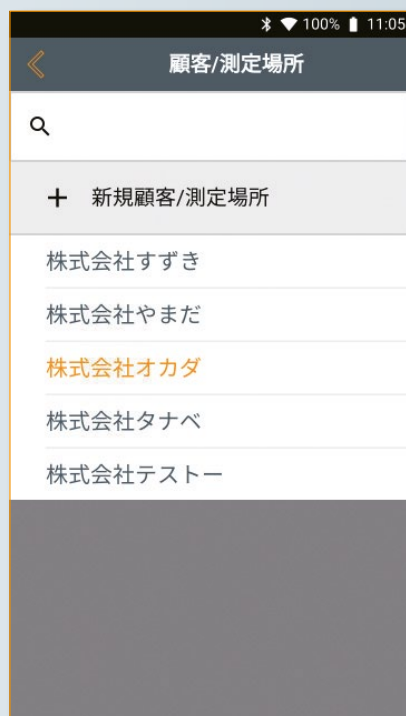 100% 11:05
顧客/測定場所
+ 新規顧客/測定場所
株式会社すずき
株式会社やまだ
株式会社オカダ
株式会社タナベ
株式会社テストー